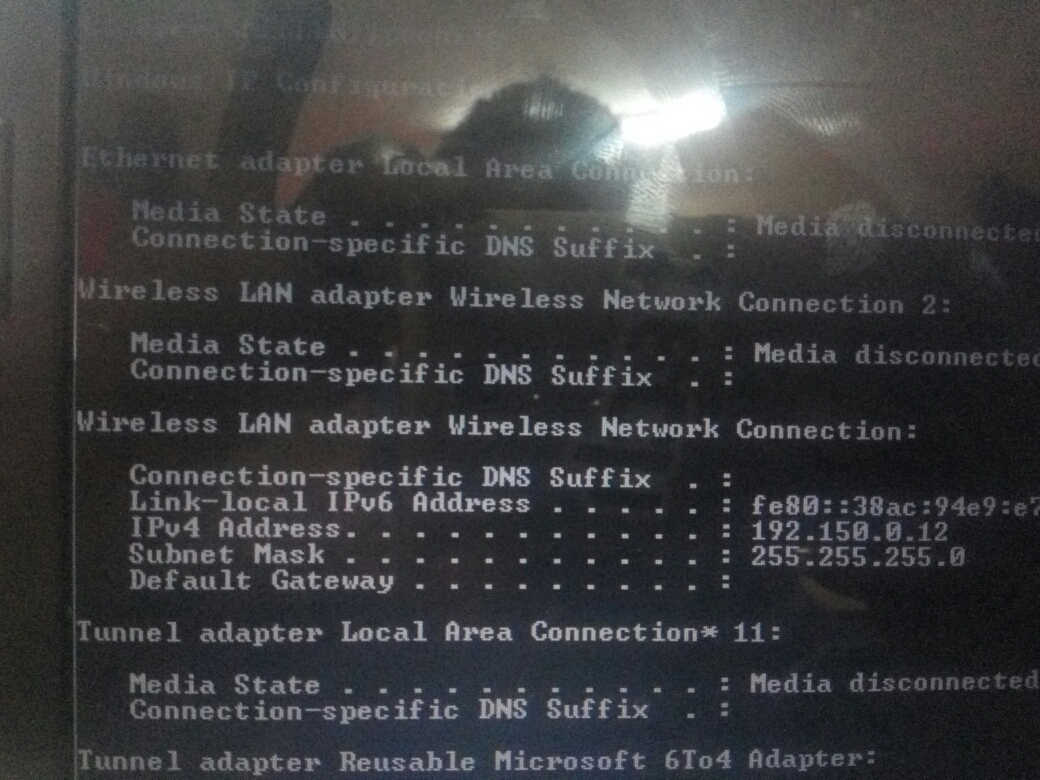 Windows IP Configurati
Ethernet adapter Local Area Connection:
Media State . . . . . . . . . . . : Media disconnected
Connection-specific DNS Suffix . :
Wireless LAN adapter Wireless Network Connection 2:
Media State . . . . . . . . . . . : Media disconnected
Connection-specific DNS Suffix . :
Wireless LAN adapter Wireless Network Connection:
Connection-specific DNS Suffix . :
Link-local IPv6 Address . . . . . : fe80::38ac:94e9:e7
IPv4 Address. . . . . . . . . . . : 192.150.0.12
Subnet Mask . . . . . . . . . . . : 255.255.255.0
Default Gateway . . . . . . . . . :
Tunnel adapter Local Area Connection* 11:
Media State . . . . . . . . . . . : Media disconnected
Connection-specific DNS Suffix . :
Tunnel adapter Reusable Microsoft 6To4 Adapter: